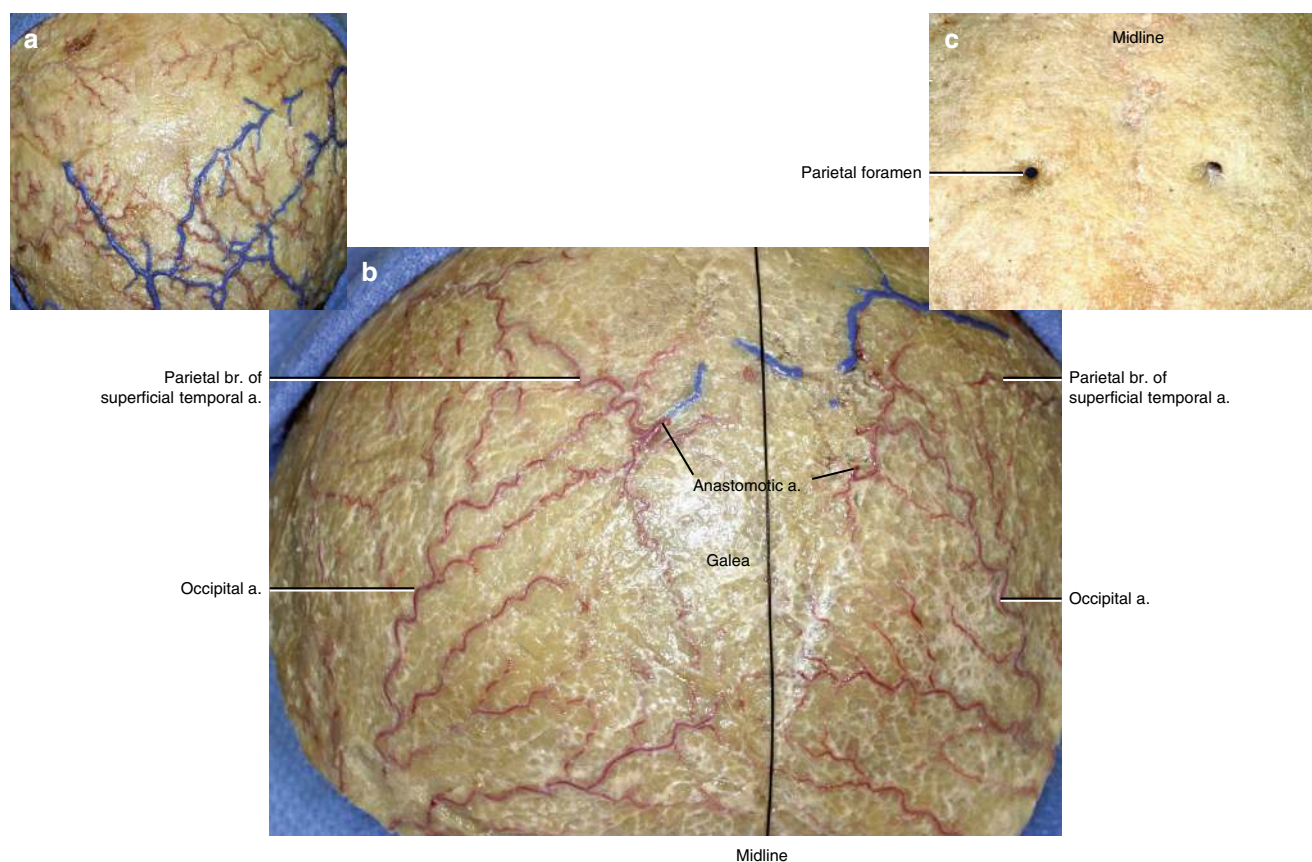 a
c
Midline
Parietal foramen
b
Parietal br. of
superficial temporal a.
Parietal br. of
superficial temporal a.
Anastomotic a.
Galea
Occipital a.
Occipital a.
Midline